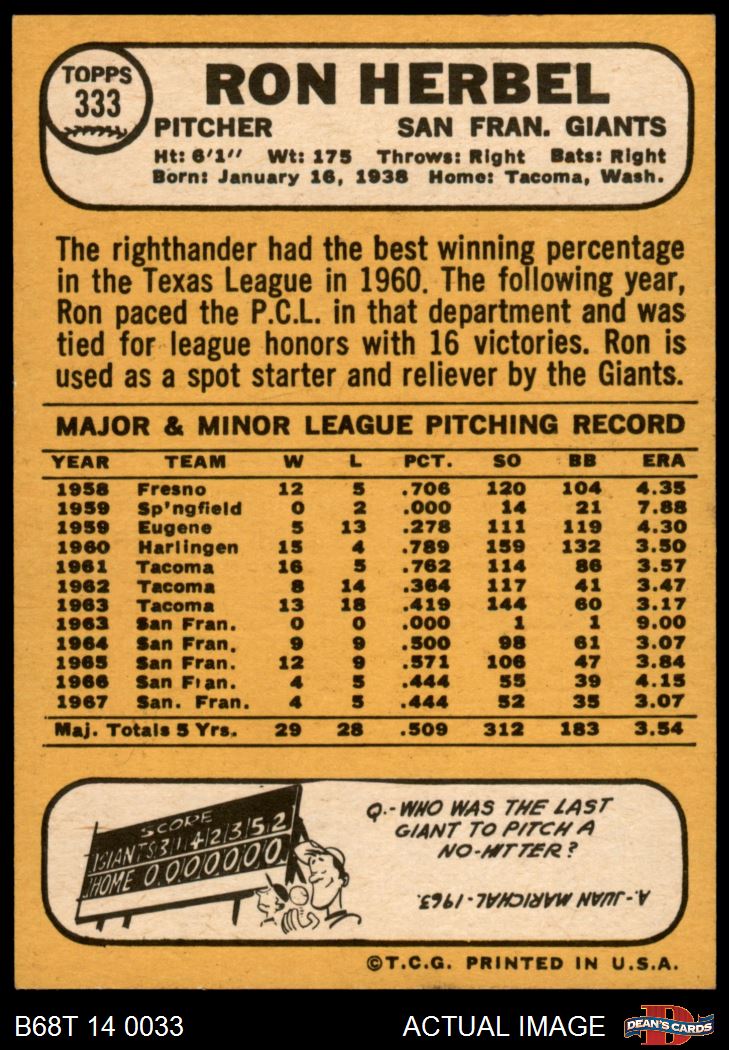 TOPPS
333
RON HERBEL
PITCHER SAN FRAN. GIANTS
Ht: 6'1" Wt: 175 Throws: Right Bats: Right
Born: January 16, 1938 Home: Tacoma, Wash.
The righthander had the best winning percentage
in the Texas League in 1960. The following year,
Ron paced the P.C.L. in that department and was
tied for league honors with 16 victories. Ron is
used as a spot starter and reliever by the Giants.
MAJOR & MINOR LEAGUE PITCHING RECORD
YEAR TEAM W L PCT. SO BB ERA
1958 Fresno 12 5 .706 120 104 4.35
1959 Sp'ngfield 0 2 .000 14 21 7.88
1959 Eugene 5 13 .278 111 119 4.30
1960 Harlingen 15 4 .789 159 132 3.50
1961 Tacoma 16 5 .762 114 86 3.57
1962 Tacoma 8 14 .364 117 41 3.47
1963 Tacoma 13 18 .419 144 60 3.17
1963 San Fran. 0 0 .000 1 1 9.00
1964 San Fran. 9 9 .500 98 61 3.07
1965 San Fran. 12 9 .571 106 47 3.84
1966 San Fran. 4 5 .444 55 39 4.15
1967 San. Fran. 4 5 .444 52 35 3.07
Maj. Totals 5 Yrs. 29 28 .509 312 183 3.54
SCORE
GIANTS 3 1 4 2 3 5 2
HOME 0 0 0 0 0 0 0
Q.- WHO WAS THE LAST
GIANT TO PITCH A
NO-HITTER?
A. JUAN MARICHAL-1963.
©T.C.G. PRINTED IN U.S.A.
B68T 14 0033 ACTUAL IMAGE
D
DEAN'S CARDS